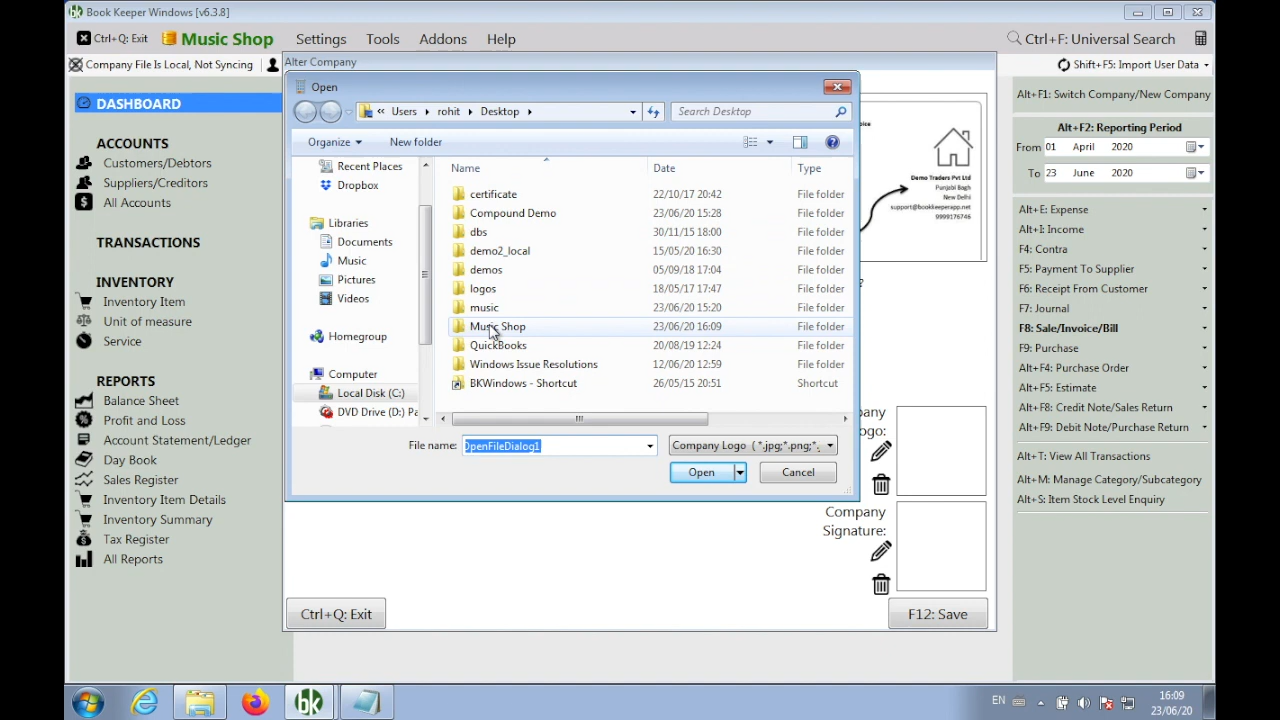 Book Keeper Windows [v6.3.8]
Ctrl+Q: Exit
Music Shop
Settings
Tools
Addons
Help
Ctrl+F: Universal Search
Company File Is Local, Not Syncing
Alter Company
Shift+F5: Import User Data
DASHBOARD
ACCOUNTS
Customers/Debtors
Suppliers/Creditors
All Accounts
TRANSACTIONS
INVENTORY
Inventory Item
Unit of measure
Service
REPORTS
Balance Sheet
Profit and Loss
Account Statement/Ledger
Day Book
Sales Register
Inventory Item Details
Inventory Summary
Tax Register
All Reports
Open
« Users
rohit
Desktop
Search Desktop
Organize
New folder
Recent Places
Dropbox
Libraries
Documents
Music
Pictures
Videos
Homegroup
Computer
Local Disk (C:)
DVD Drive (D:) Pa
Name Date Type
certificate 22/10/17 20:42 File folder
Compound Demo 23/06/20 15:28 File folder
dbs 30/11/15 18:00 File folder
demo2_local 15/05/20 16:30 File folder
demos 05/09/18 17:04 File folder
logos 18/05/17 17:47 File folder
music 23/06/20 15:20 File folder
Music Shop 23/06/20 16:09 File folder
QuickBooks 20/08/19 12:24 File folder
Windows Issue Resolutions 12/06/20 12:59 File folder
BKWindows - Shortcut 26/05/15 20:51 Shortcut
File name: OpenFileDialog1
Company Logo ( *.jpg;*.png;*.
Open
Cancel
Demo Traders Pvt Ltd
Punjabi Bagh
New Delhi
support@bookkeeperapp.net
9999176746
?
Company
Signature:
Ctrl+Q: Exit
F12: Save
Alt+F1: Switch Company/New Company
Alt+F2: Reporting Period
From 01 April 2020
To 23 June 2020
Alt+E: Expense
Alt+I: Income
F4: Contra
F5: Payment To Supplier
F6: Receipt From Customer
F7: Journal
F8: Sale/Invoice/Bill
F9: Purchase
Alt+F4: Purchase Order
Alt+F5: Estimate
Alt+F8: Credit Note/Sales Return
Alt+F9: Debit Note/Purchase Return
Alt+T: View All Transactions
Alt+M: Manage Category/Subcategory
Alt+S: Item Stock Level Enquiry
bk
EN
16:09
23/06/20